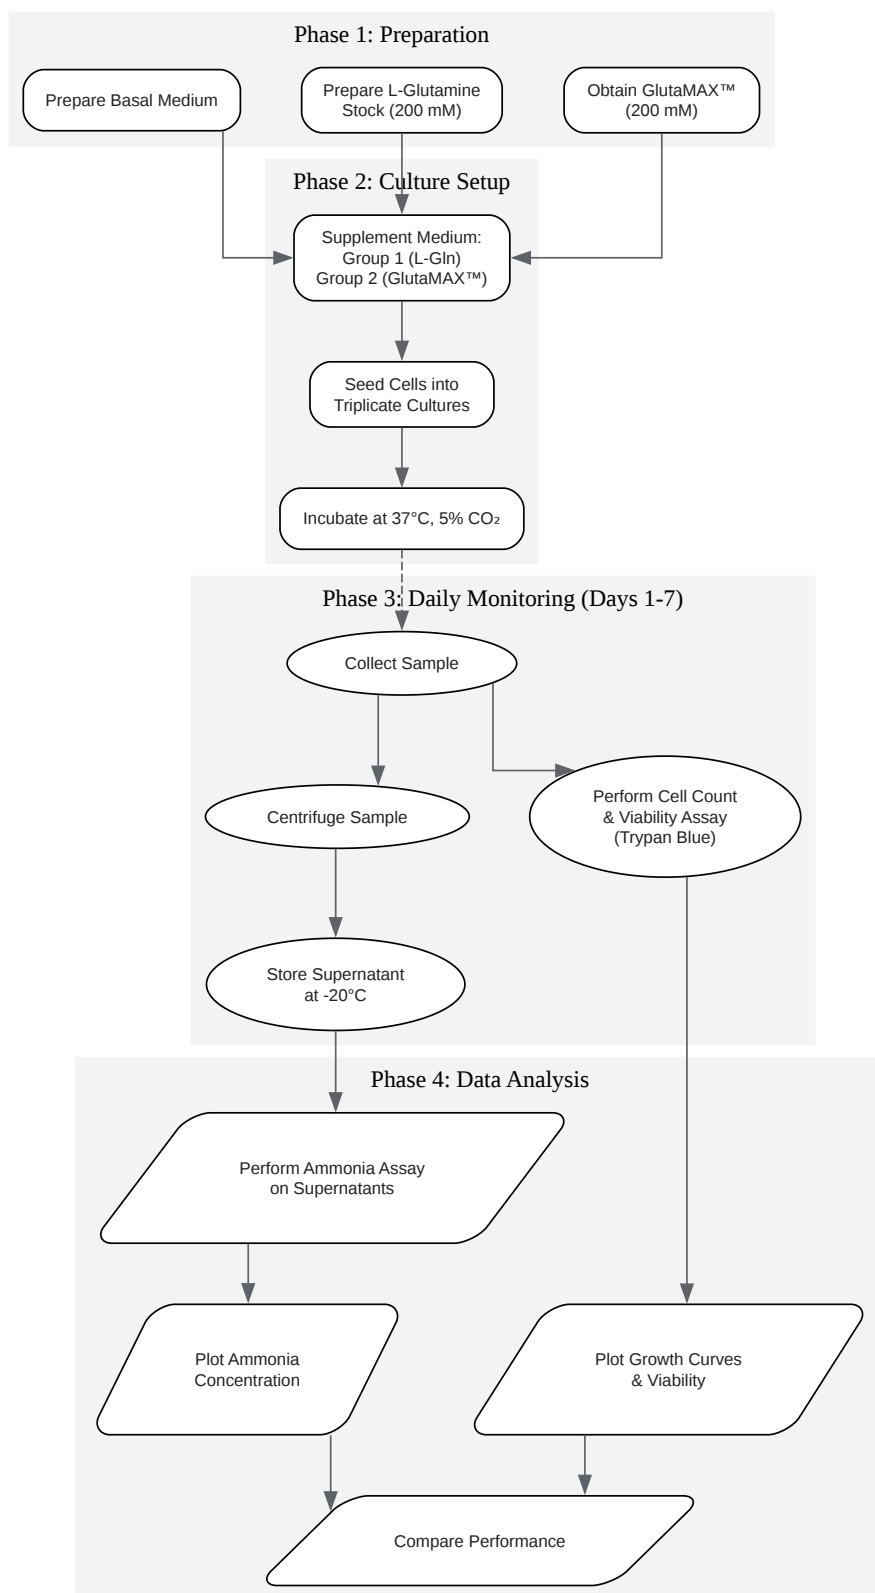 Phase 1: Preparation
Prepare Basal Medium
Prepare L-Glutamine
Stock (200 mM)
Obtain GlutaMAX™
(200 mM)
Phase 2: Culture Setup
Supplement Medium:
Group 1 (L-Gln)
Group 2 (GlutaMAX™)
Seed Cells into
Triplicate Cultures
Incubate at 37°C, 5% CO₂
Phase 3: Daily Monitoring (Days 1-7)
Collect Sample
Centrifuge Sample
Perform Cell Count
& Viability Assay
(Trypan Blue)
Store Supernatant
at -20°C
Phase 4: Data Analysis
Perform Ammonia Assay
on Supernatants
Plot Ammonia
Concentration
Plot Growth Curves
& Viability
Compare Performance